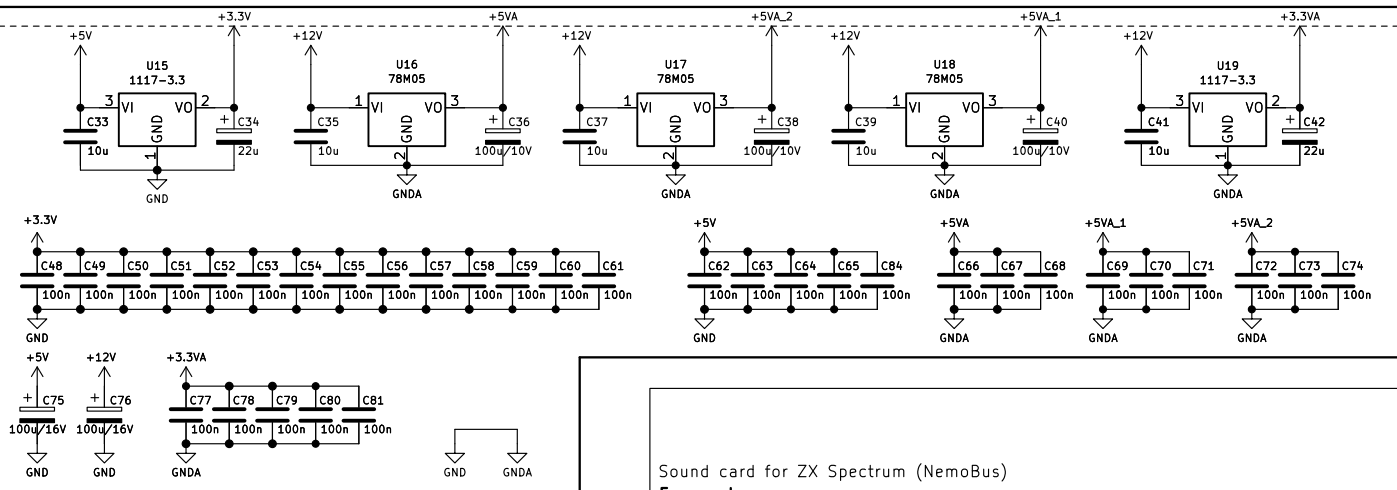 +3.3V +5VA +5VA_2 +5VA_1 +3.3VA
+5V +12V +12V +12V +12V
U15 U16 U17 U18 U19
1117-3.3 78M05 78M05 78M05 1117-3.3
3 VI VO 2 1 VI VO 3 1 VI VO 3 1 VI VO 3 3 VI VO 2
C33 GND + C34 C35 GND + C36 C37 GND + C38 C39 GND + C40 C41 GND + C42
10u 1 22u 10u 2 100u/10V 10u 2 100u/10V 10u 2 100u/10V 10u 1 22u
GND GNDA GNDA GNDA GNDA
+3.3V +5V +5VA +5VA_1 +5VA_2
C48 C49 C50 C51 C52 C53 C54 C55 C56 C57 C58 C59 C60 C61 C62 C63 C64 C65 C84 C66 C67 C68 C69 C70 C71 C72 C73 C74
100n 100n 100n 100n 100n 100n 100n 100n 100n 100n 100n 100n 100n 100n 100n 100n 100n 100n 100n 100n 100n 100n 100n 100n 100n 100n 100n 100n
GND GND GNDA GNDA GNDA
+5V +12V +3.3VA
+ C75 + C76 C77 C78 C79 C80 C81
100u/16V 100u/16V 100n 100n 100n 100n 100n
GND GND GNDA GND GNDA
Sound card for ZX Spectrum (NemoBus)